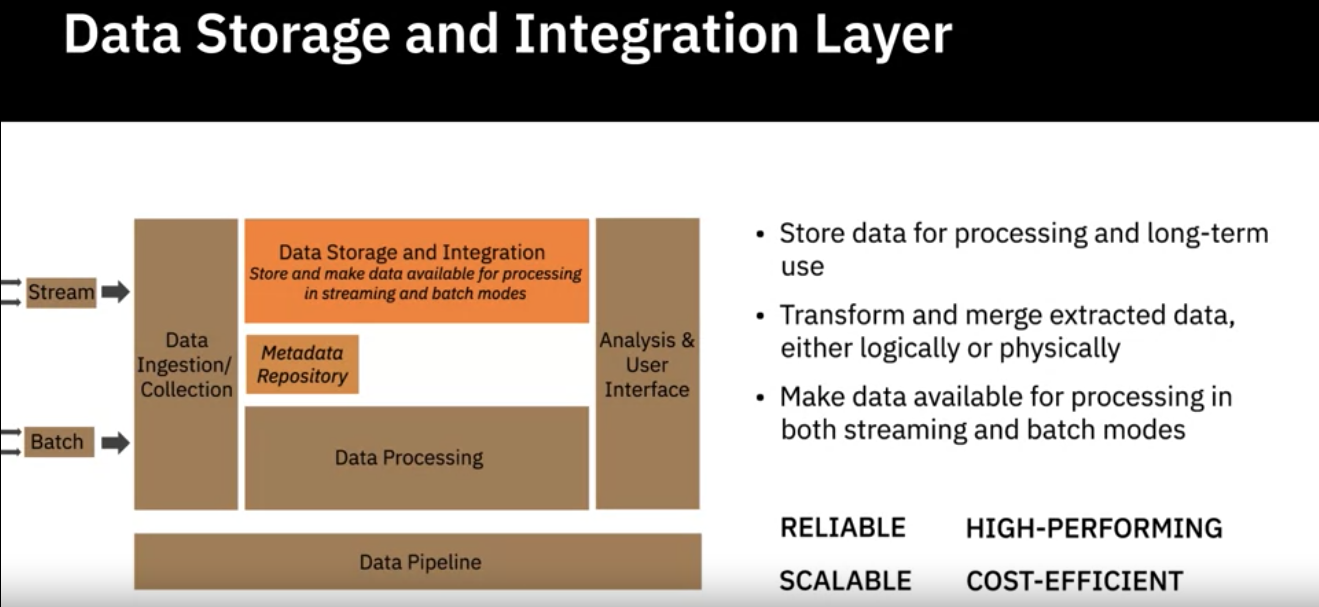 Data Storage and Integration Layer
Stream
Batch
Data
Ingestion/
Collection
Data Storage and Integration
Store and make data available for processing
in streaming and batch modes
Metadata
Repository
Data Processing
Analysis &
User
Interface
Data Pipeline
• Store data for processing and long-term
use
• Transform and merge extracted data,
either logically or physically
• Make data available for processing in
both streaming and batch modes
RELIABLE HIGH-PERFORMING
SCALABLE COST-EFFICIENT